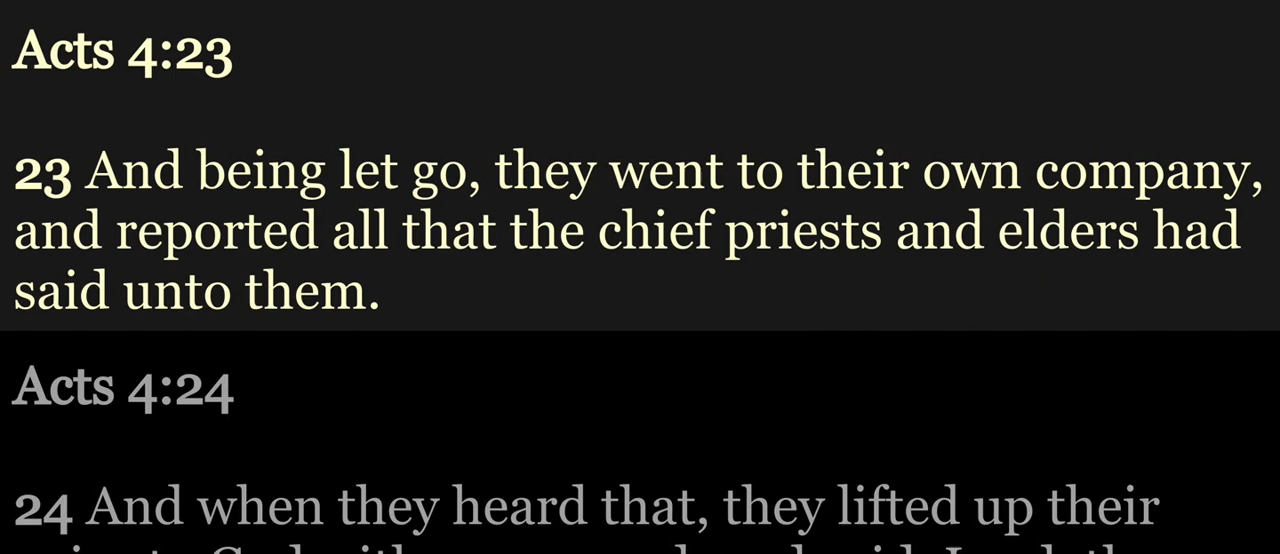 Acts 4:23
23 And being let go, they went to their own company,
and reported all that the chief priests and elders had
said unto them.
Acts 4:24
24 And when they heard that, they lifted up their